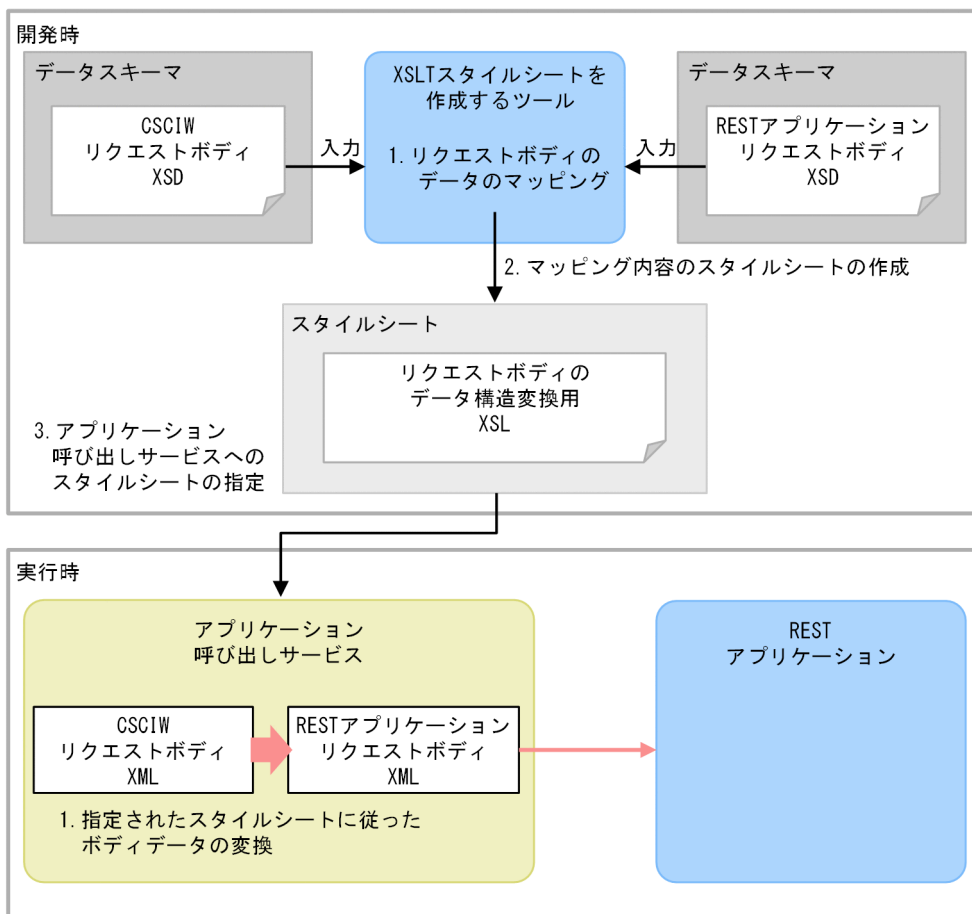 開発時
データスキーマ
CSCIW
リクエストボディ
XSD
入力
XSLTスタイルシートを
作成するツール
1. リクエストボディの
データのマッピング
入力
データスキーマ
RESTアプリケーション
リクエストボディ
XSD
2. マッピング内容のスタイルシートの作成
スタイルシート
リクエストボディの
データ構造変換用
XSL
3. アプリケーション
呼び出しサービスへの
スタイルシートの指定
実行時
アプリケーション
呼び出しサービス
CSCIW
リクエストボディ
XML
RESTアプリケーション
リクエストボディ
XML
1. 指定されたスタイルシートに従った
ボディデータの変換
REST
アプリケーション